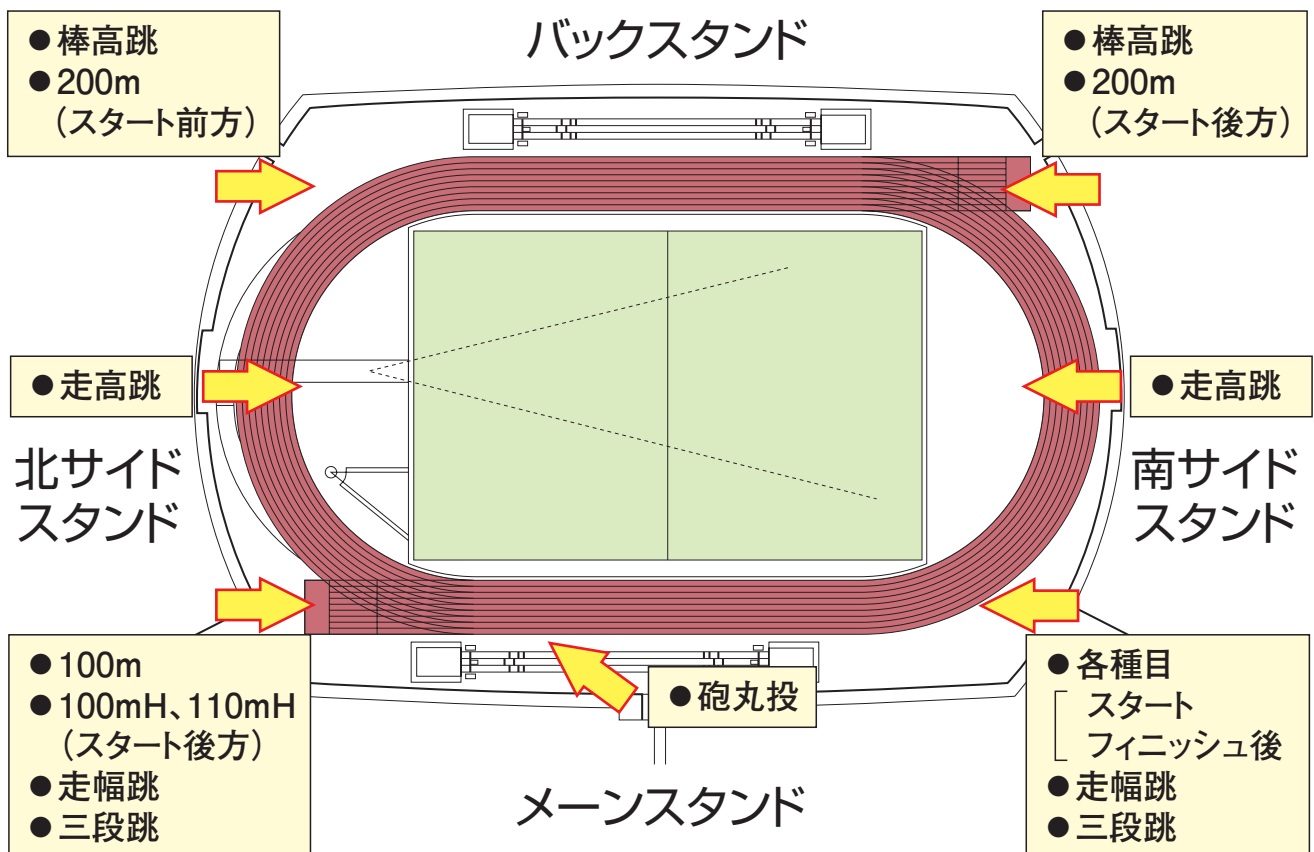 ● 棒高跳
● 200m
（スタート前方）
バックスタンド
● 棒高跳
● 200m
（スタート後方）
● 走高跳
● 走高跳
北サイド
スタンド
南サイド
スタンド
● 100m
● 100mH、110mH
（スタート後方）
● 走幅跳
● 三段跳
● 砲丸投
メーンスタンド
● 各種目
スタート
フィニッシュ後
● 走幅跳
● 三段跳